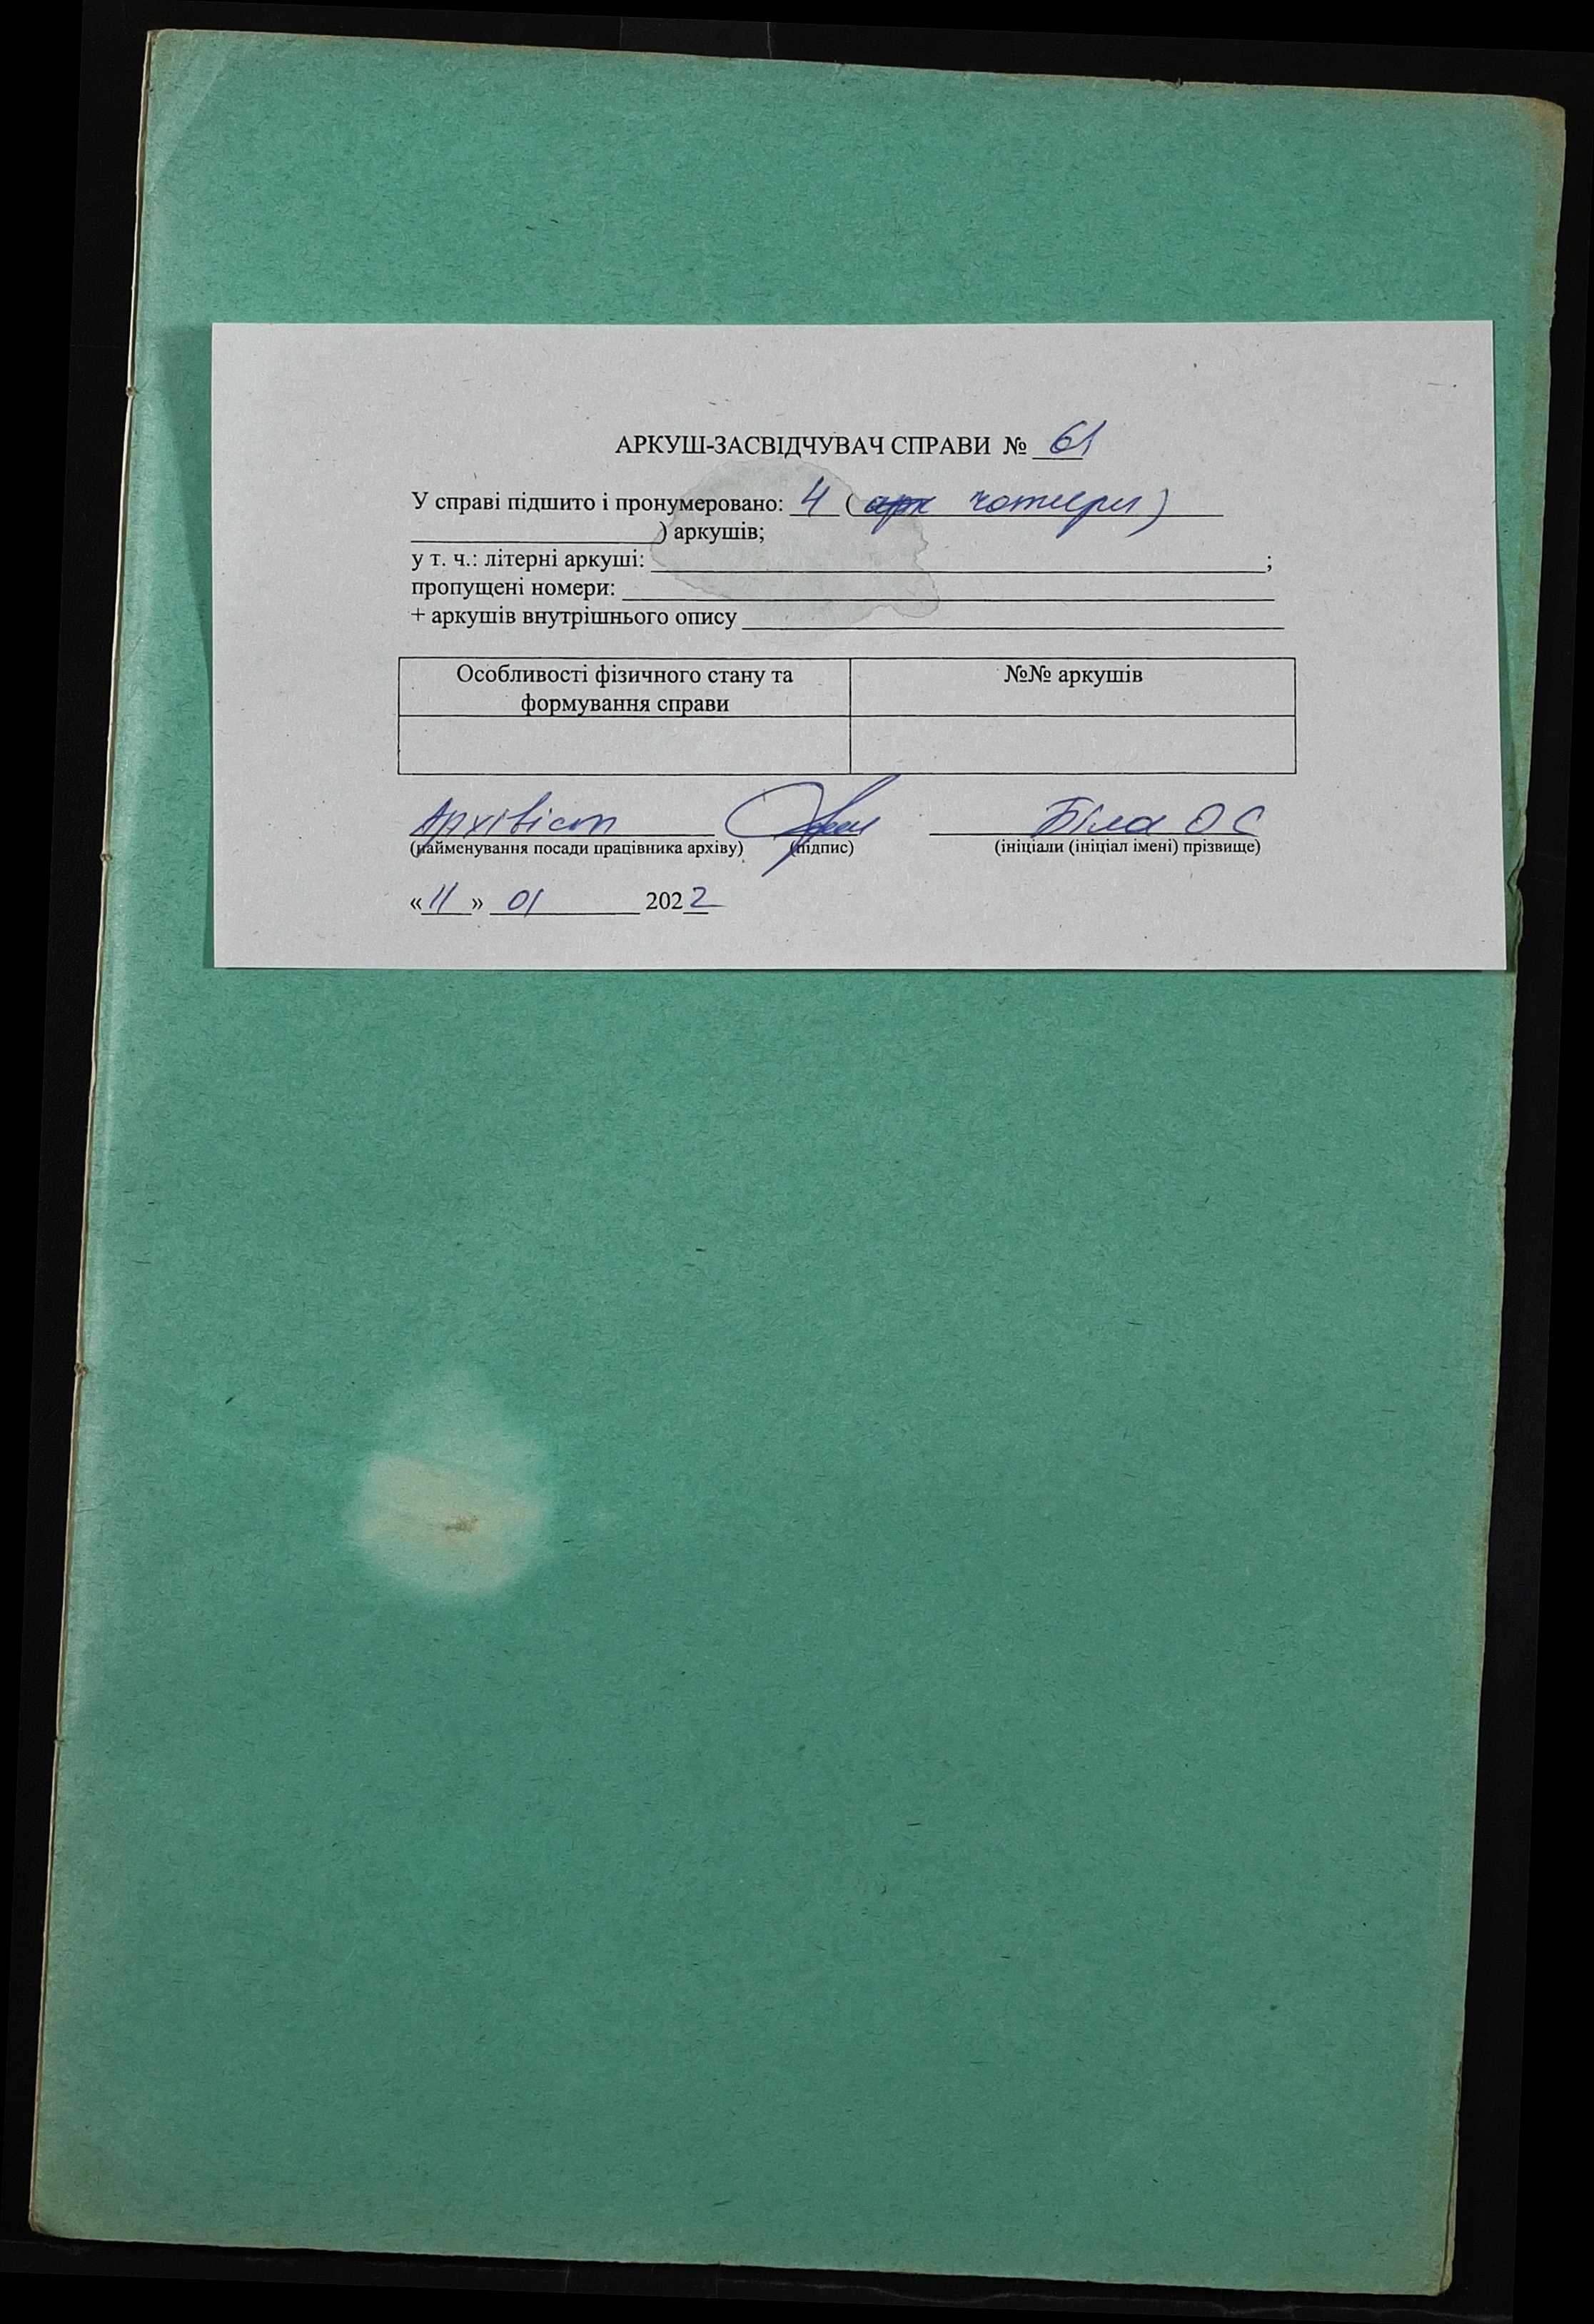 АРКУШ-ЗАСВІДЧУВАЧ СПРАВИ № 61
У справі підшито і пронумеровано: 4 ( арк чотири )
) аркушів;
у т. ч.: літерні аркуші: ;
пропущені номери:
+ аркушів внутрішнього опису
Особливості фізичного стану та формування справи
№№ аркушів
Архівіст Біла О С
(найменування посади працівника архіву) (підпис) (ініціали (ініціал імені) прізвище)
« 11 » 01 2022